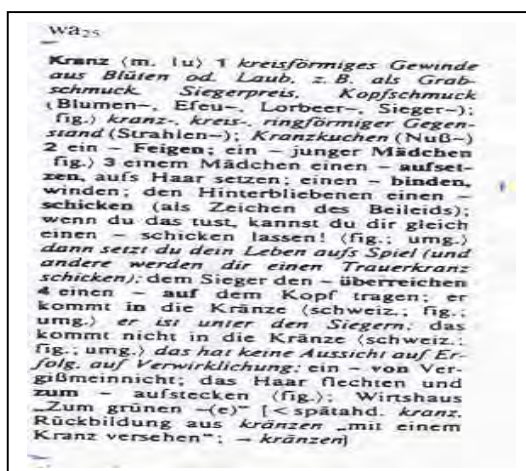 wa25
Kranz ⟨m. 1u⟩ 1 kreisförmiges Gewinde
aus Blüten od. Laub, z. B. als Grab-
schmuck, Siegerpreis, Kopfschmuck
(Blumen~, Efeu~, Lorbeer~, Sieger~);
fig.⟩ kranz-, kreis-, ringförmiger Gegen-
stand (Strahlen~); Kranzkuchen (Nuß~)
2 ein ~ Feigen; ein ~ junger Mädchen
fig.⟩ 3 einem Mädchen einen ~ aufset-
zen, aufs Haar setzen; einen ~ binden,
winden; den Hinterbliebenen einen ~
schicken (als Zeichen des Beileids);
wenn du das tust, kannst du dir gleich
einen ~ schicken lassen! ⟨fig.; umg.⟩
dann setzt du dein Leben aufs Spiel (und
andere werden dir einen Trauerkranz
schicken); dem Sieger den ~ überreichen
4 einen ~ auf dem Kopf tragen; er
kommt in die Kränze ⟨schweiz.; fig.;
umg.⟩ er ist unter den Siegern; das
kommt nicht in die Kränze ⟨schweiz.;
fig.; umg.⟩ das hat keine Aussicht auf Er-
folg, auf Verwirklichung; ein ~ von Ver-
gißmeinnicht; das Haar flechten und
zum ~ aufstecken ⟨fig.⟩; Wirtshaus
„Zum grünen ~(e)“ [< spätahd. kranz,
Rückbildung aus kränzen „mit einem
Kranz versehen“; → kränzen]